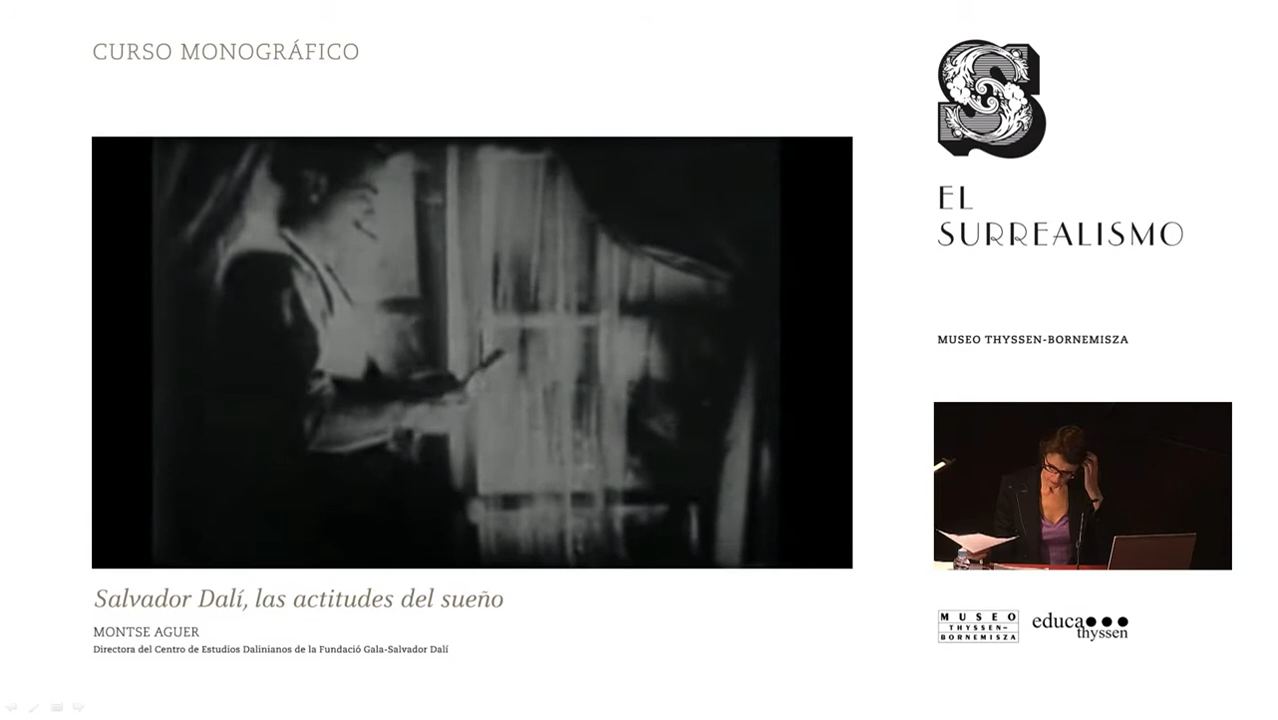 CURSO MONOGRÁFICO
S
EL
SURREALISMO
MUSEO THYSSEN-BORNEMISZA
Salvador Dalí, las actitudes del sueño
MONTSE AGUER
Directora del Centro de Estudios Dalinianos de la Fundació Gala-Salvador Dalí
MUSEO
THYSSEN-
BORNEMISZA
educa
thyssen